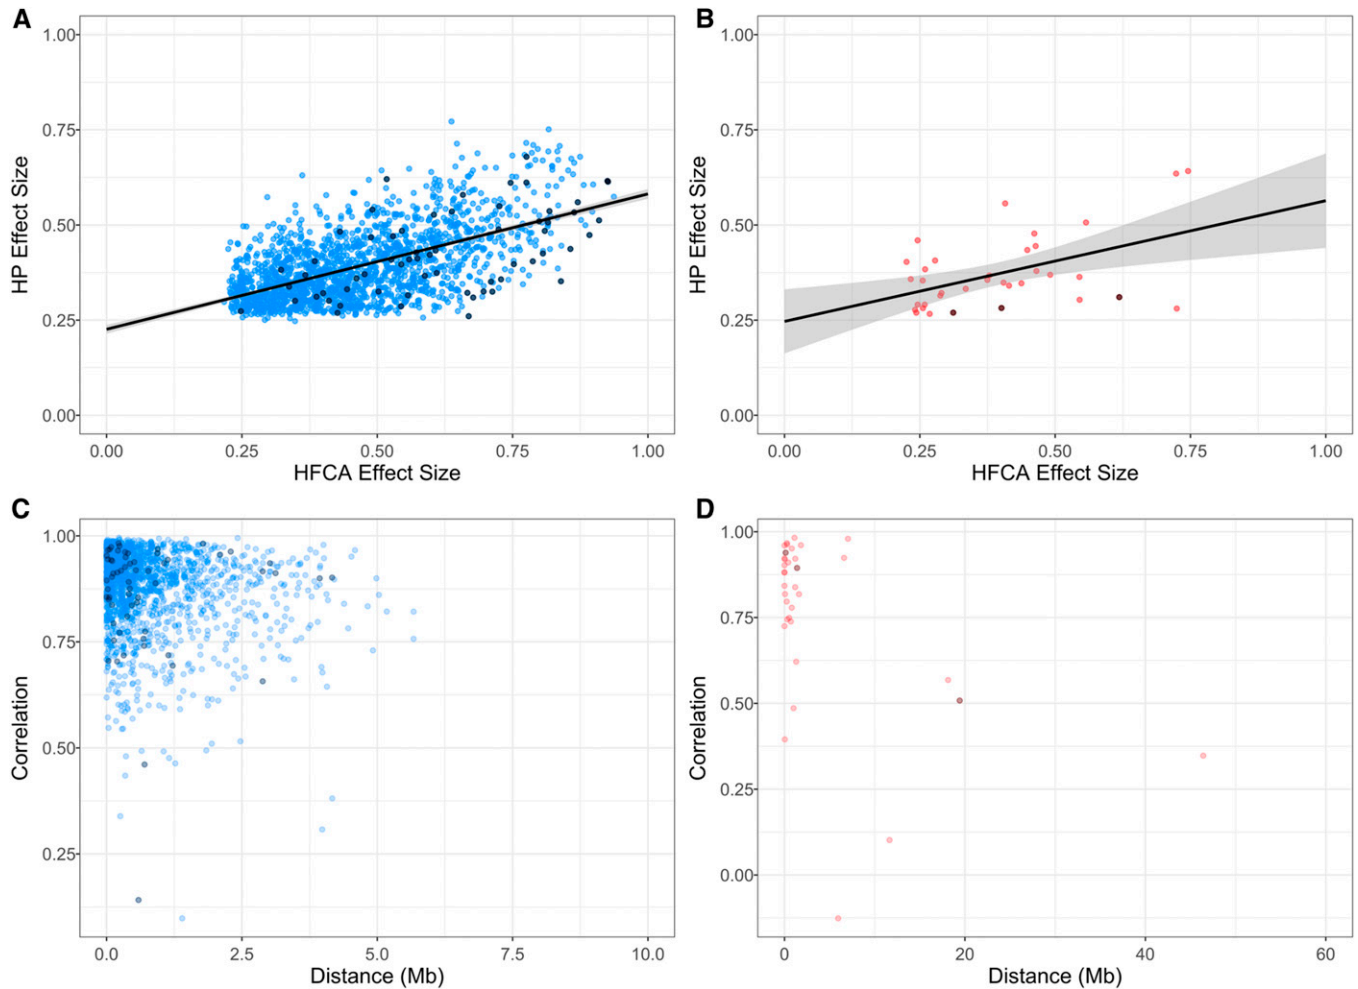 A
HP Effect Size
1.00
0.75
0.50
0.25
0.00
0.00 0.25 0.50 0.75 1.00
HFCA Effect Size
B
HP Effect Size
1.00
0.75
0.50
0.25
0.00
0.00 0.25 0.50 0.75 1.00
HFCA Effect Size
C
Correlation
1.00
0.75
0.50
0.25
0.0 2.5 5.0 7.5 10.0
Distance (Mb)
D
Correlation
1.00
0.75
0.50
0.25
0.00
0 20 40 60
Distance (Mb)